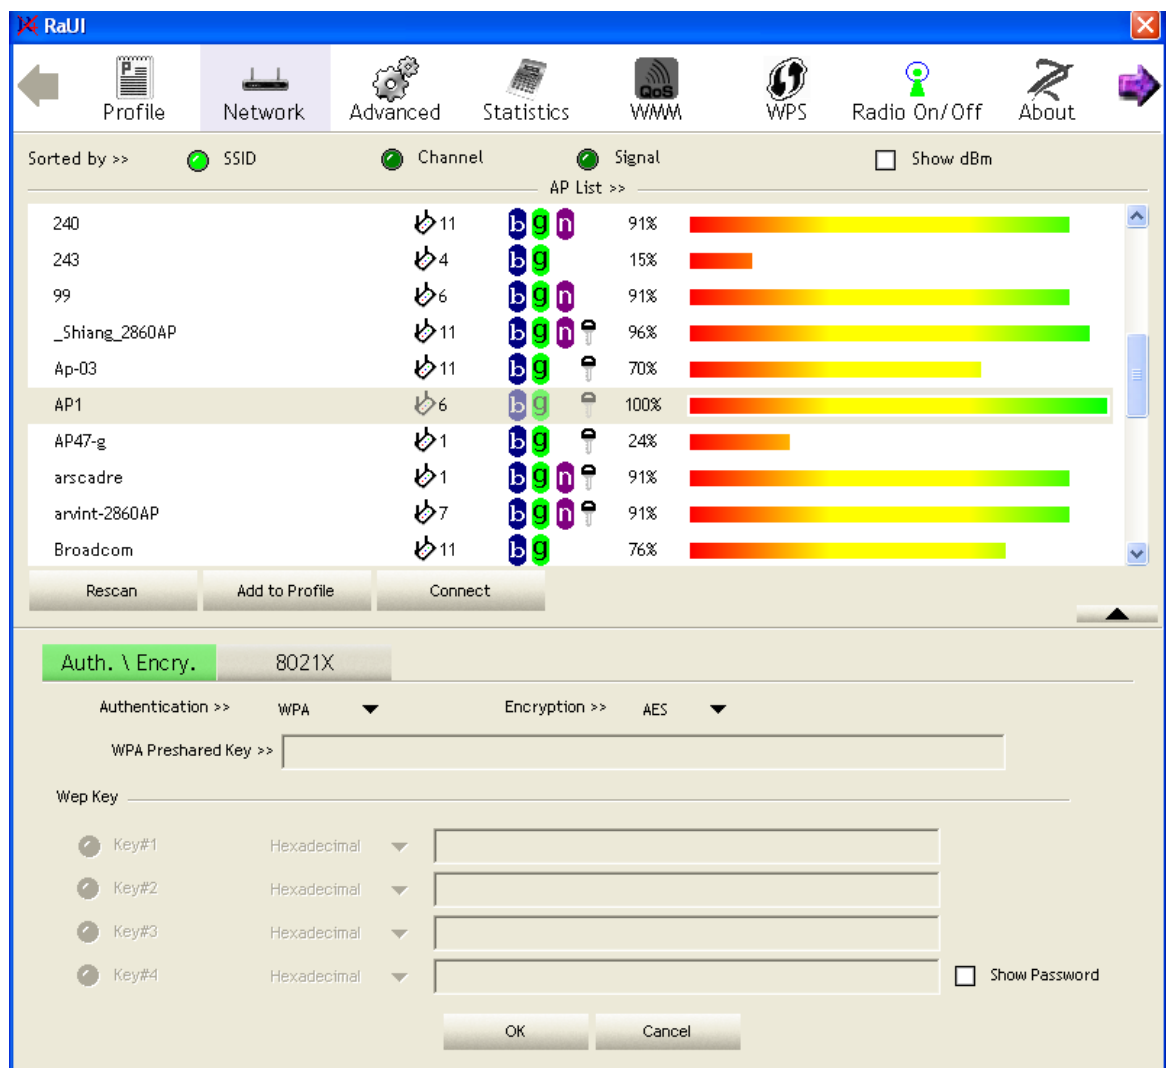 RaUI
Profile Network Advanced Statistics QoS WMM WPS Radio On/Off About
Sorted by >> SSID Channel Signal Show dBm
AP List >>
240 11 b g n 91%
243 4 b g 15%
99 6 b g n 91%
_Shiang_2860AP 11 b g n 96%
Ap-03 11 b g 70%
AP1 6 b g 100%
AP47-g 1 b g 24%
arscadre 1 b g n 91%
arvint-2860AP 7 b g n 91%
Broadcom 11 b g 76%
Rescan Add to Profile Connect
Auth. \ Encry. 8021X
Authentication >> WPA Encryption >> AES
WPA Preshared Key >>
Wep Key
Key#1 Hexadecimal
Key#2 Hexadecimal
Key#3 Hexadecimal
Key#4 Hexadecimal Show Password
OK Cancel